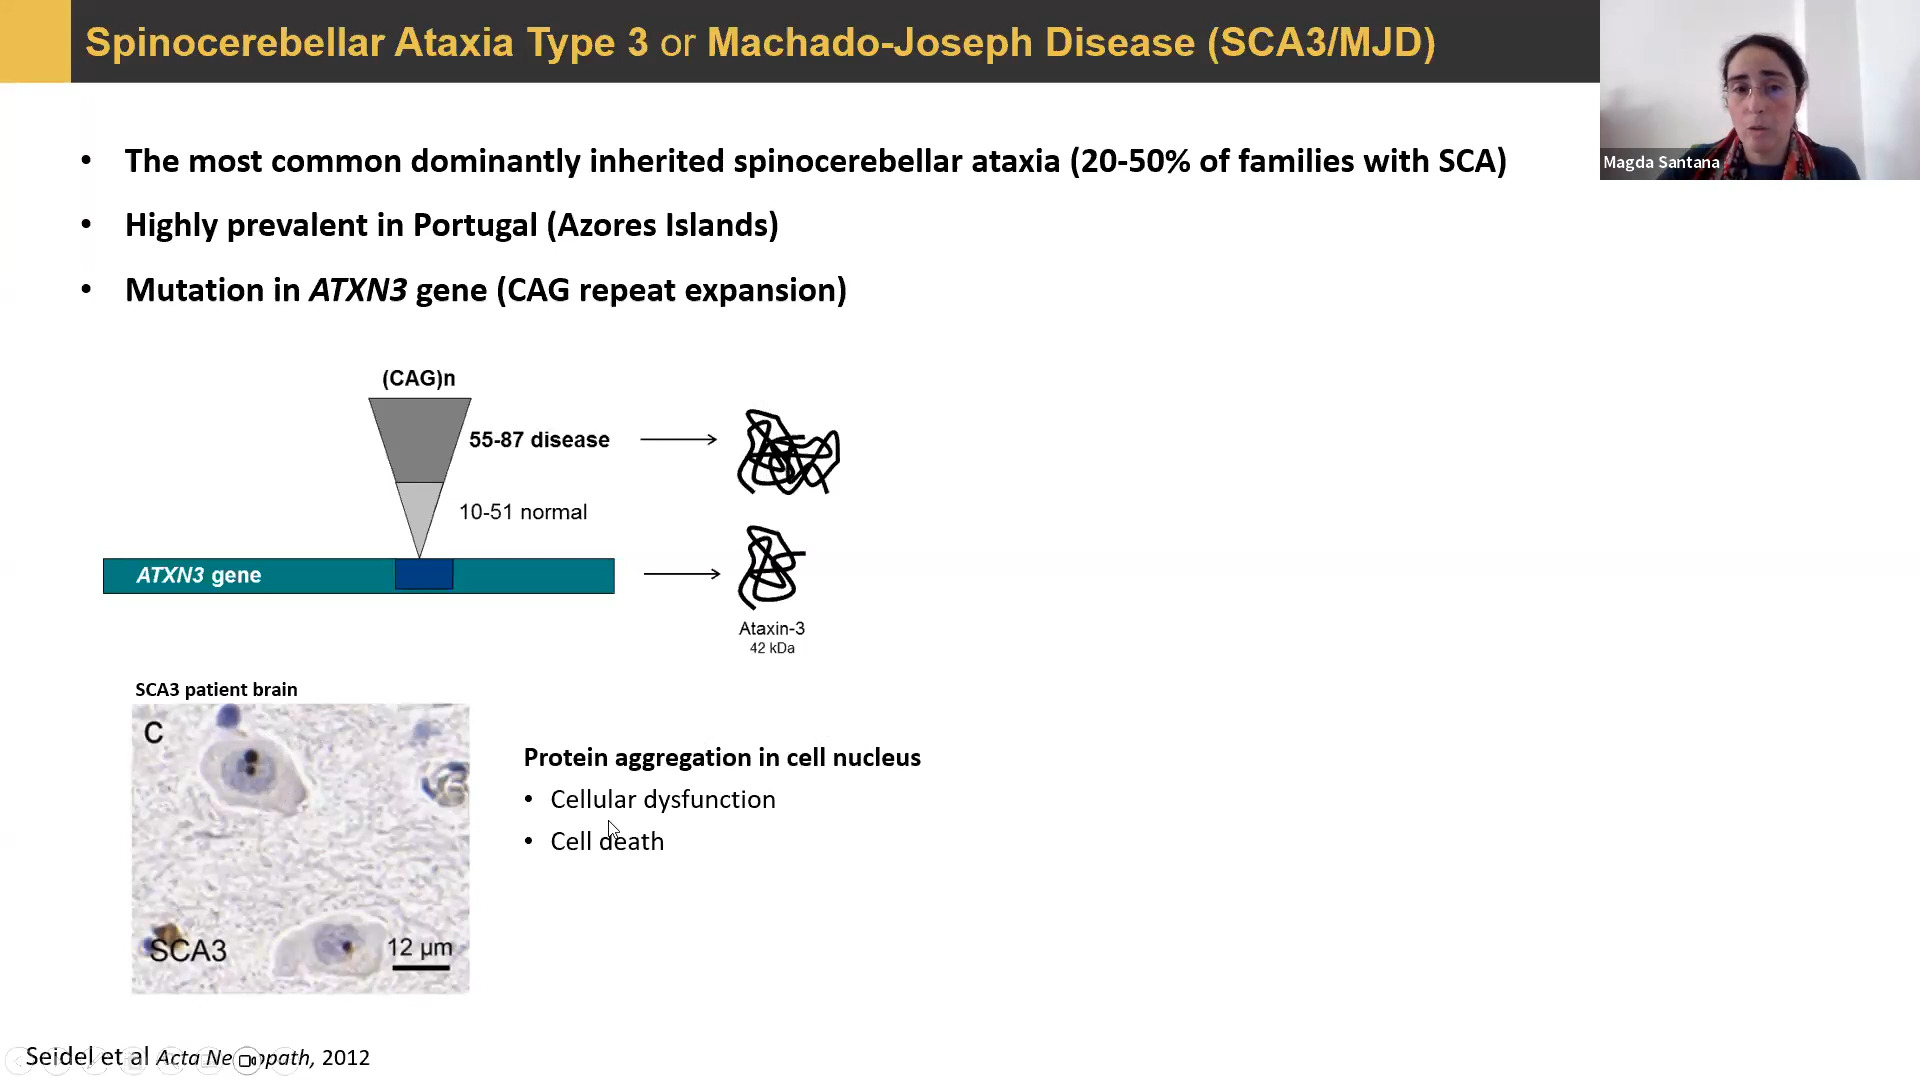 Spinocerebellar Ataxia Type 3 or Machado-Joseph Disease (SCA3/MJD)
Magda Santana
• The most common dominantly inherited spinocerebellar ataxia (20-50% of families with SCA)
• Highly prevalent in Portugal (Azores Islands)
• Mutation in ATXN3 gene (CAG repeat expansion)
(CAG)n
55-87 disease
10-51 normal
ATXN3 gene
Ataxin-3
42 kDa
SCA3 patient brain
C
SCA3
12 µm
Protein aggregation in cell nucleus
• Cellular dysfunction
• Cell death
Seidel et al Acta Neuropath, 2012